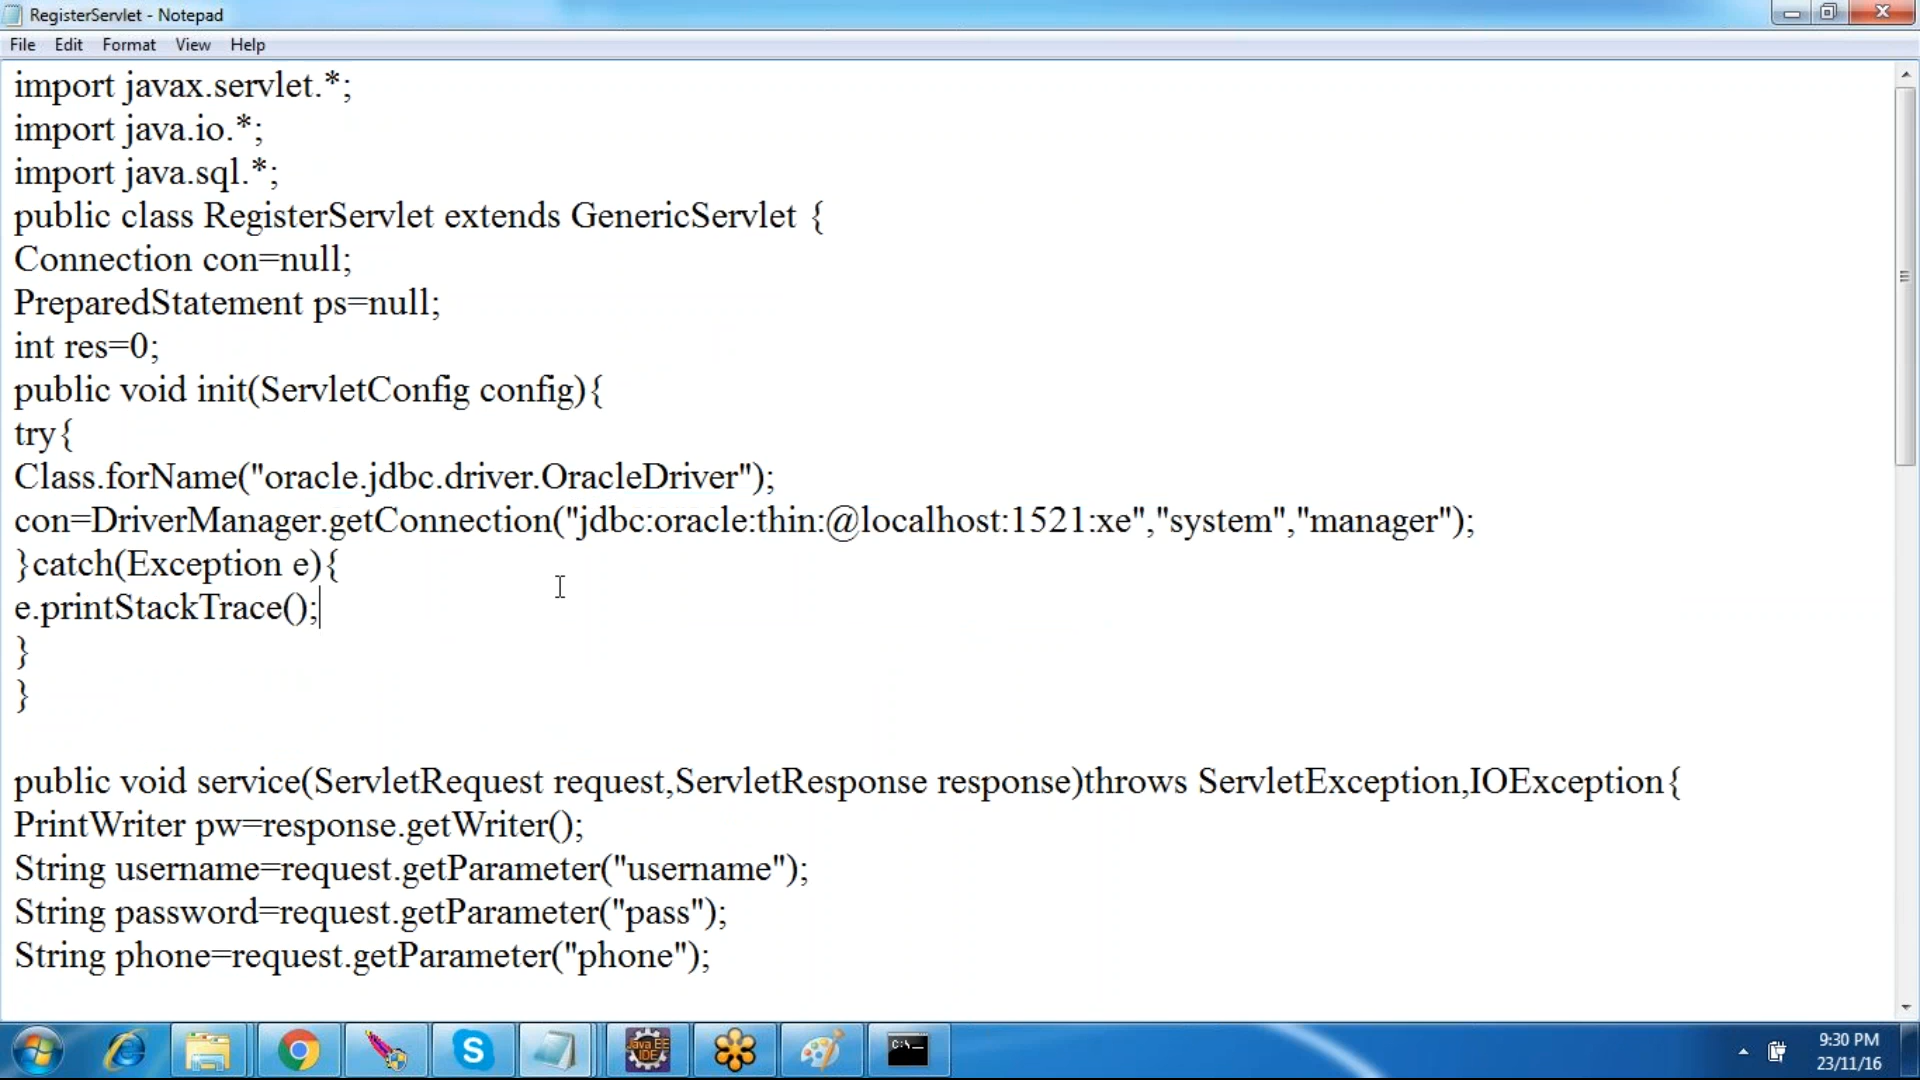 RegisterServlet - Notepad
File Edit Format View Help
import javax.servlet.*;
import java.io.*;
import java.sql.*;
public class RegisterServlet extends GenericServlet {
Connection con=null;
PreparedStatement ps=null;
int res=0;
public void init(ServletConfig config){
try{
Class.forName("oracle.jdbc.driver.OracleDriver");
con=DriverManager.getConnection("jdbc:oracle:thin:@localhost:1521:xe","system","manager");
}catch(Exception e){
e.printStackTrace();
}
}
public void service(ServletRequest request,ServletResponse response)throws ServletException,IOException{
PrintWriter pw=response.getWriter();
String username=request.getParameter("username");
String password=request.getParameter("pass");
String phone=request.getParameter("phone");
Java EE
IDE
C:\
9:30 PM
23/11/16